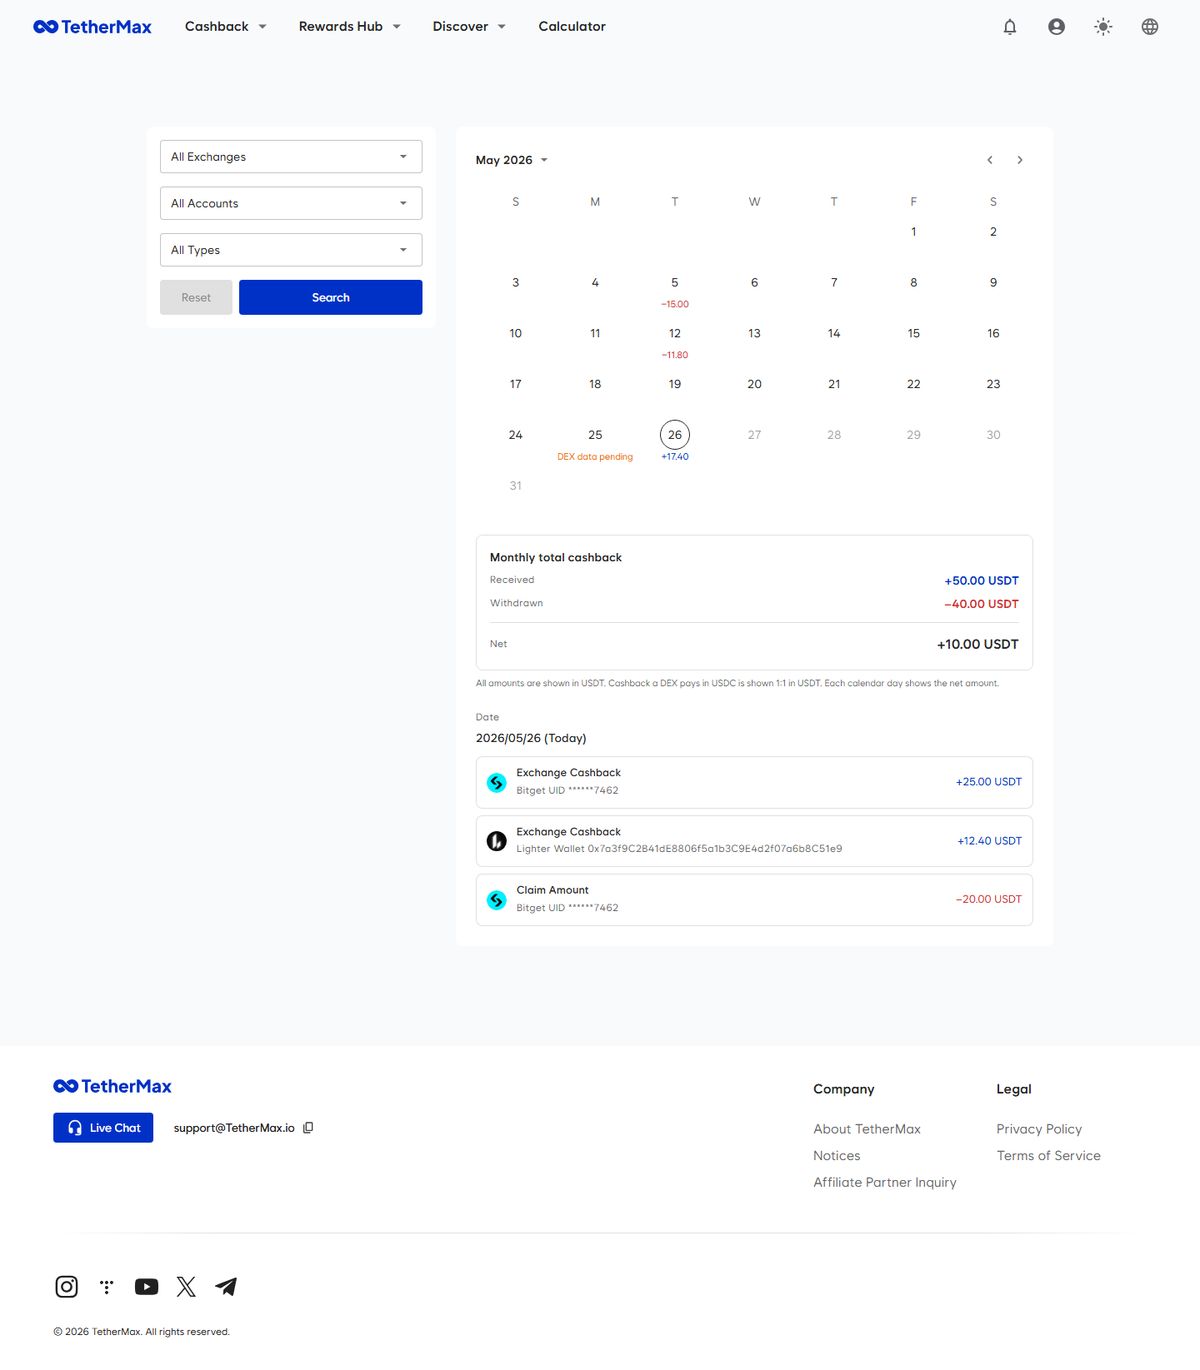 TetherMax Cashback Rewards Hub Discover Calculator
All Exchanges
All Accounts
All Types
Reset Search
May 2026
S M T W T F S
1 2
3 4 5 6 7 8 9
−15.00
10 11 12 13 14 15 16
−11.80
17 18 19 20 21 22 23
24 25 26 27 28 29 30
DEX data pending +17.40
31
Monthly total cashback
Received +50.00 USDT
Withdrawn −40.00 USDT
Net +10.00 USDT
All amounts are shown in USDT. Cashback a DEX pays in USDC is shown 1:1 in USDT. Each calendar day shows the net amount.
Date
2026/05/26 (Today)
Exchange Cashback
Bitget UID ******7462
+25.00 USDT
Exchange Cashback
Lighter Wallet 0x7a3f9C2B41dE8806f5a1b3C9E4d2f07a6b8C51e9
+12.40 USDT
Claim Amount
Bitget UID ******7462
−20.00 USDT
TetherMax
Live Chat support@TetherMax.io
Company
About TetherMax
Notices
Affiliate Partner Inquiry
Legal
Privacy Policy
Terms of Service
© 2026 TetherMax. All rights reserved.